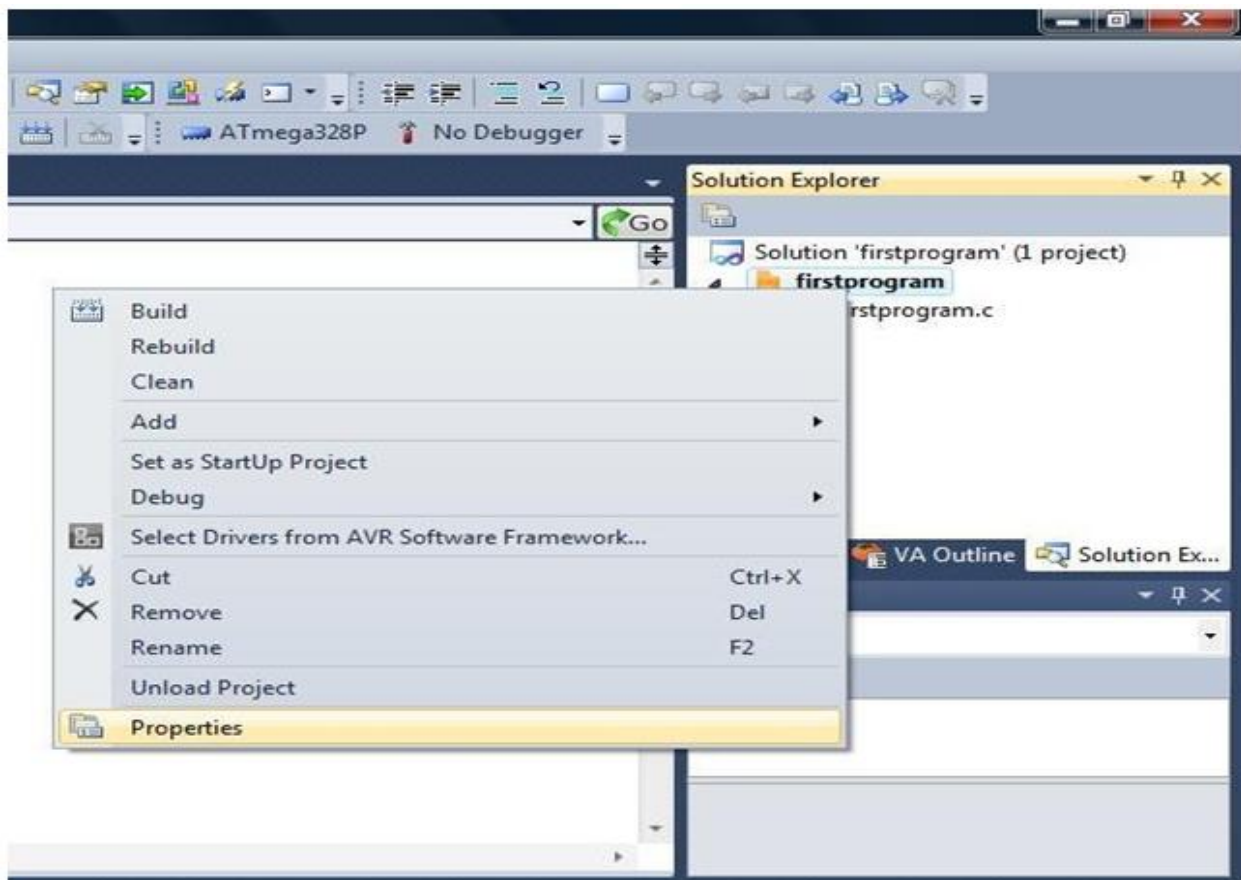 ATmega328P No Debugger
Solution Explorer
Go
Solution 'firstprogram' (1 project)
firstprogram
rstprogram.c
Build
Rebuild
Clean
Add
Set as StartUp Project
Debug
Select Drivers from AVR Software Framework...
Cut Ctrl+X
Remove Del
Rename F2
Unload Project
Properties
VA Outline Solution Ex...